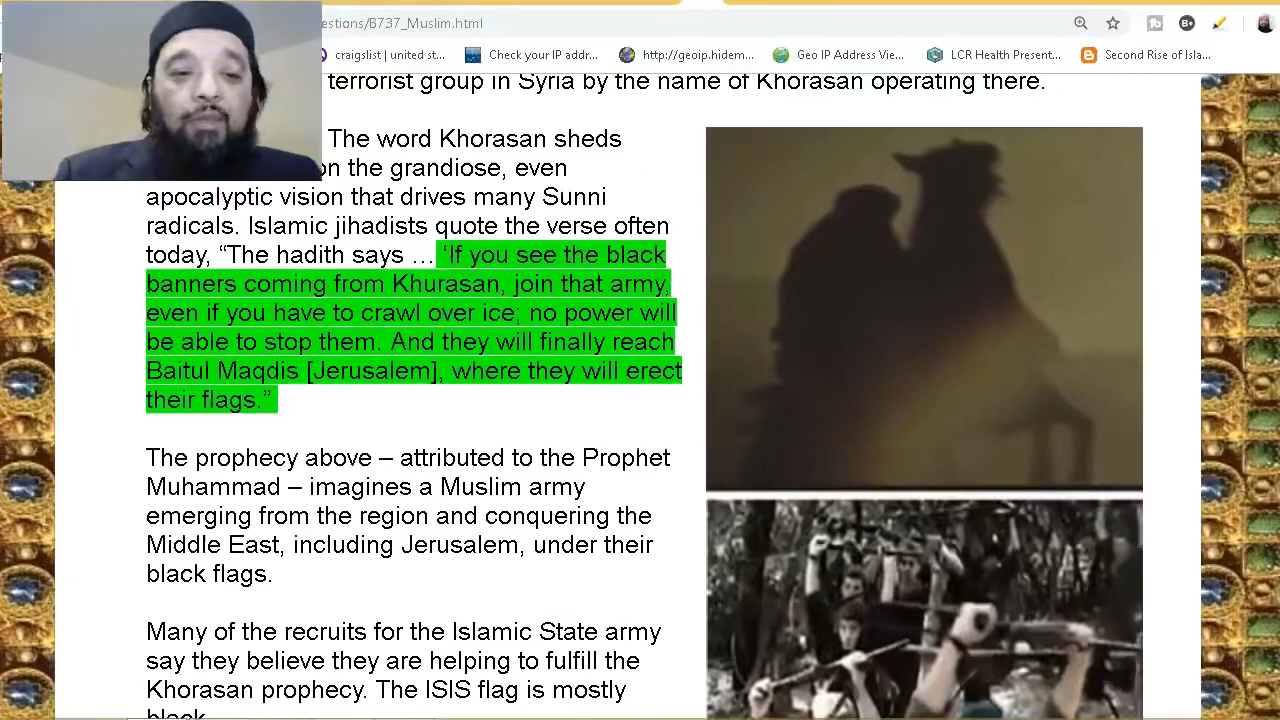 estions/B737_Muslim.html
craigslist | united st...
Check your IP addr...
http://geoip.hidem...
Geo IP Address Vie...
LCR Health Present...
Second Rise of Isla...
terrorist group in Syria by the name of Khorasan operating there.
The word Khorasan sheds
on the grandiose, even
apocalyptic vision that drives many Sunni
radicals. Islamic jihadists quote the verse often
today, “The hadith says … ‘If you see the black
banners coming from Khurasan, join that army,
even if you have to crawl over ice; no power will
be able to stop them. And they will finally reach
Baitul Maqdis [Jerusalem], where they will erect
their flags.”
The prophecy above – attributed to the Prophet
Muhammad – imagines a Muslim army
emerging from the region and conquering the
Middle East, including Jerusalem, under their
black flags.
Many of the recruits for the Islamic State army
say they believe they are helping to fulfill the
Khorasan prophecy. The ISIS flag is mostly
black